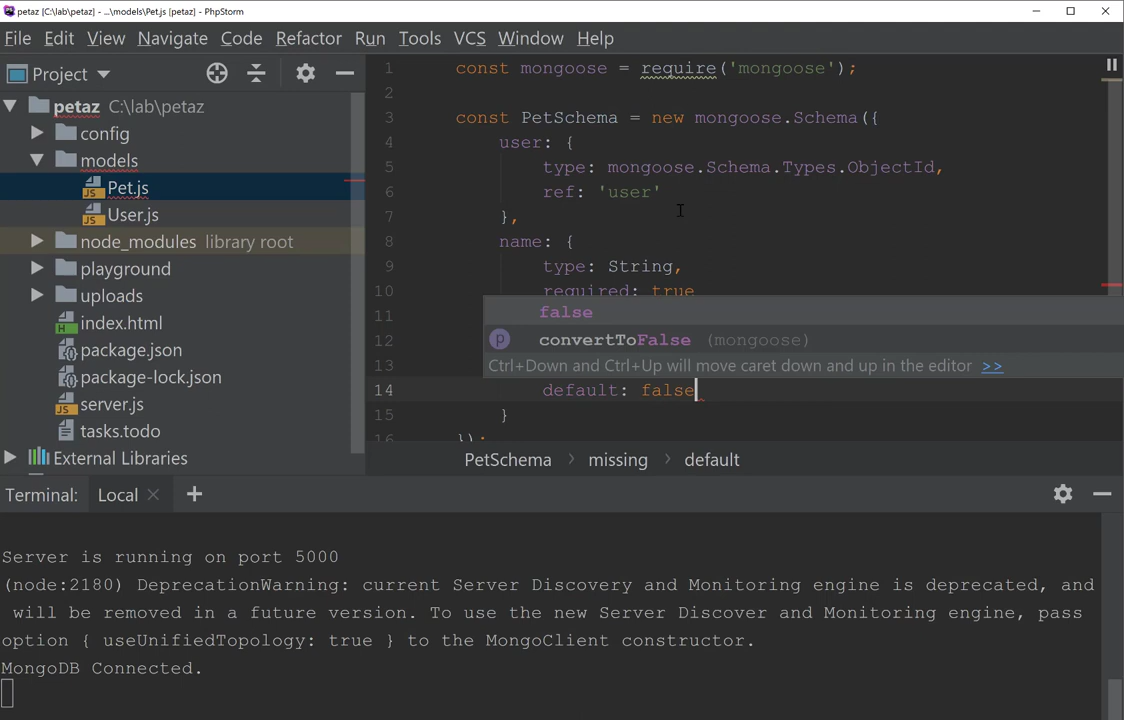 petaz [C:\lab\petaz] - ...\models\Pet.js [petaz] - PhpStorm
File Edit View Navigate Code Refactor Run Tools VCS Window Help
Project
petaz C:\lab\petaz
config
models
JS Pet.js
JS User.js
node_modules library root
playground
uploads
H index.html
package.json
package-lock.json
JS server.js
tasks.todo
External Libraries
1 const mongoose = require('mongoose');
2
3 const PetSchema = new mongoose.Schema({
4 user: {
5 type: mongoose.Schema.Types.ObjectId,
6 ref: 'user'
7 },
8 name: {
9 type: String,
10 required: true
11 false
12 p convertToFalse (mongoose)
13 Ctrl+Down and Ctrl+Up will move caret down and up in the editor >>
14 default: false
15 }
16 });
PetSchema > missing > default
Terminal: Local × +
Server is running on port 5000
(node:2180) DeprecationWarning: current Server Discovery and Monitoring engine is deprecated, and
will be removed in a future version. To use the new Server Discover and Monitoring engine, pass
option { useUnifiedTopology: true } to the MongoClient constructor.
MongoDB Connected.